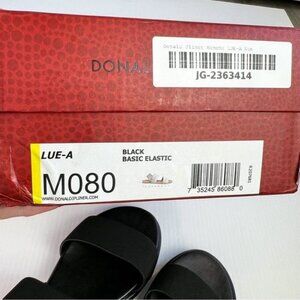 DONAL
JG-2363414
LUE-A
BLACK
BASIC ELASTIC
M080
WWW.DONALDJPLINER.COM
7 35245 86088 0